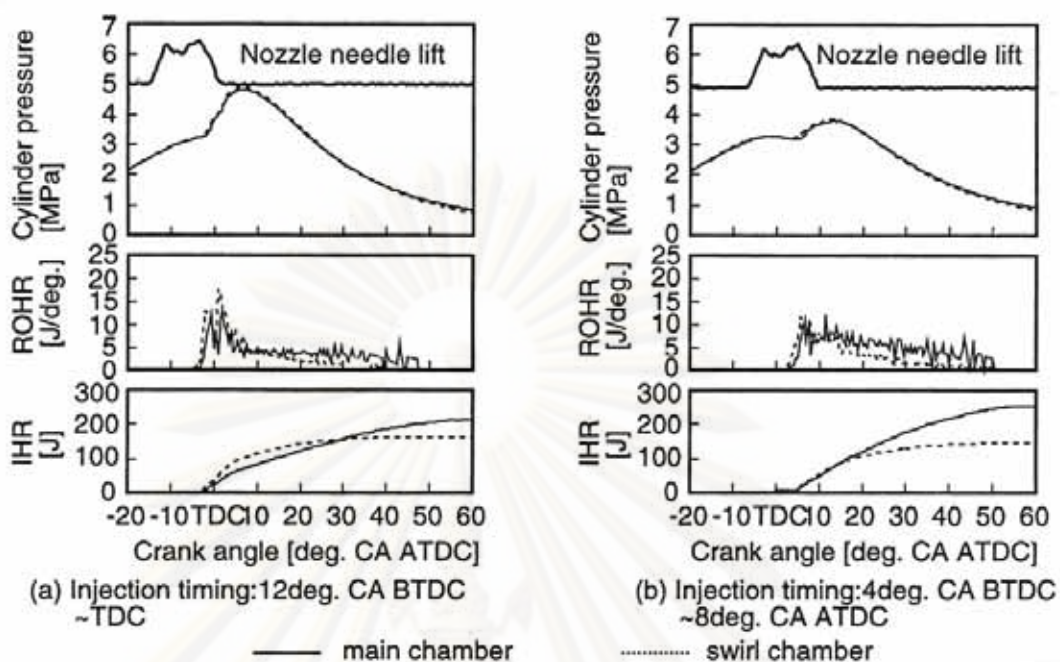 7
6
5
4
3
2
1
0
Cylinder pressure
[MPa]
Nozzle needle lift
25
20
15
10
5
0
ROHR
[J/deg.]
300
200
100
0
IHR
[J]
-20 -10TDC10 20 30 40 50 60
Crank angle [deg. CA ATDC]
(a) Injection timing:12deg. CA BTDC
~TDC
7
6
5
4
3
2
1
0
Cylinder pressure
[MPa]
Nozzle needle lift
25
20
15
10
5
0
ROHR
[J/deg.]
300
200
100
0
IHR
[J]
-20 -10TDC10 20 30 40 50 60
Crank angle [deg. CA ATDC]
(b) Injection timing:4deg. CA BTDC
~8deg. CA ATDC
main chamber
swirl chamber